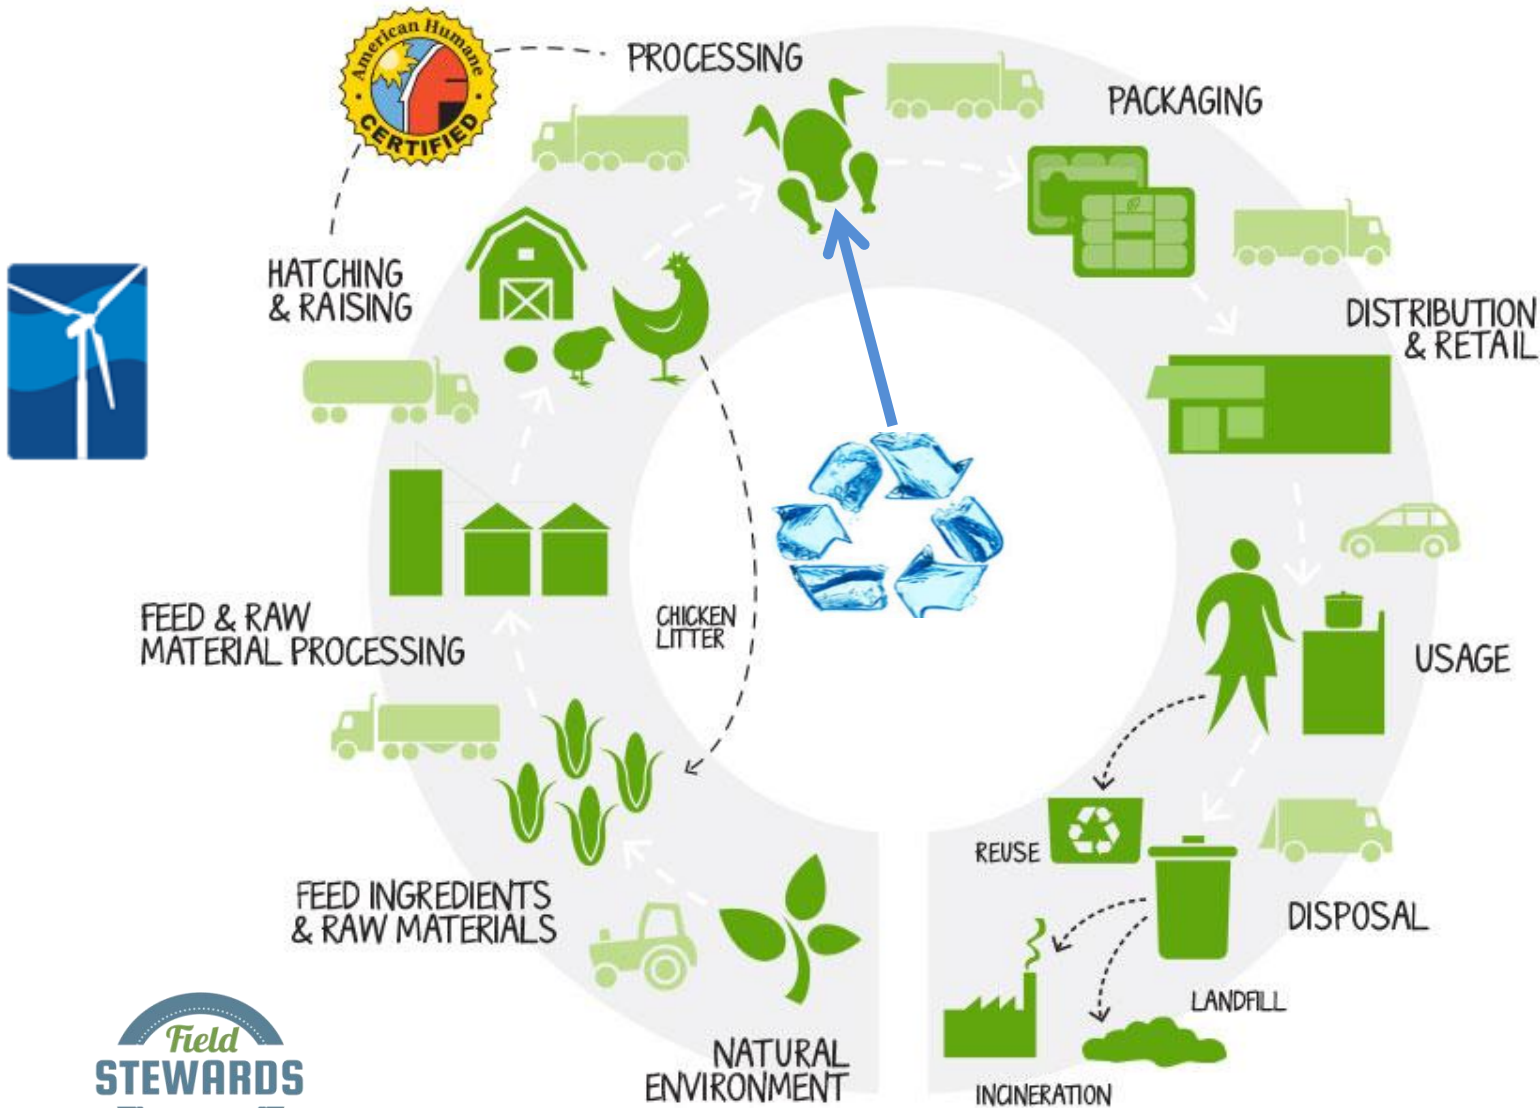 American Humane
CERTIFIED
PROCESSING
PACKAGING
HATCHING
& RAISING
DISTRIBUTION
& RETAIL
CHICKEN
LITTER
FEED & RAW
MATERIAL PROCESSING
USAGE
REUSE
FEED INGREDIENTS
& RAW MATERIALS
DISPOSAL
LANDFILL
NATURAL
ENVIRONMENT
INCINERATION
Field
STEWARDS